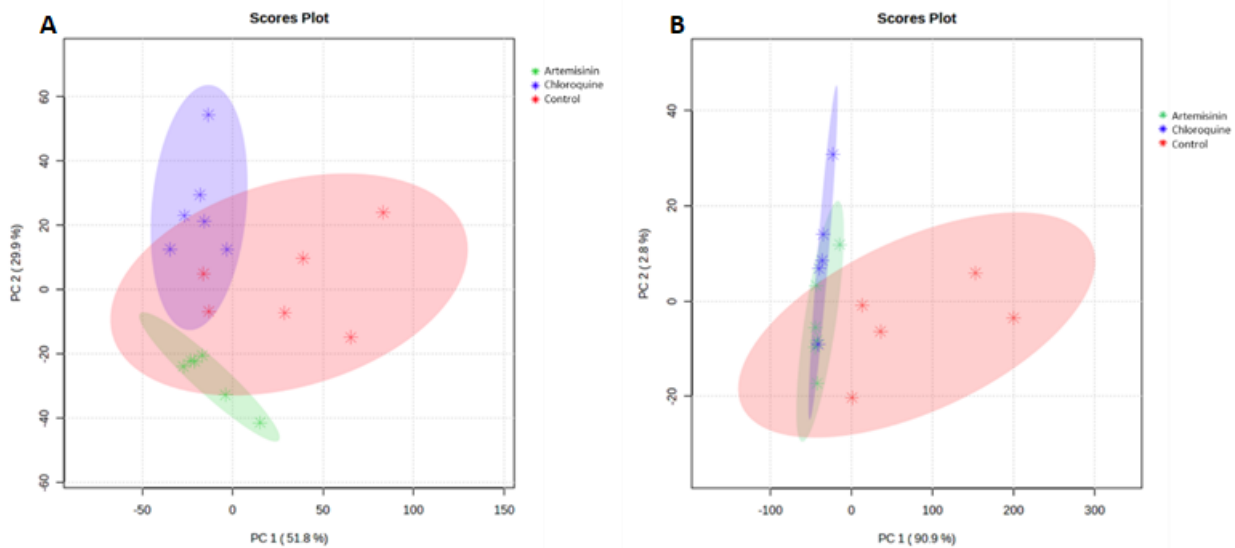 A
Scores Plot
60
40
20
0
-20
-40
-60
PC 2 ( 29.9 %)
-50
0
50
100
150
PC 1 ( 51.8 %)
Artemisinin
Chloroquine
Control
B
Scores Plot
40
20
0
-20
PC 2 ( 2.8 %)
-100
0
100
200
300
PC 1 ( 90.9 %)
Artemisinin
Chloroquine
Control